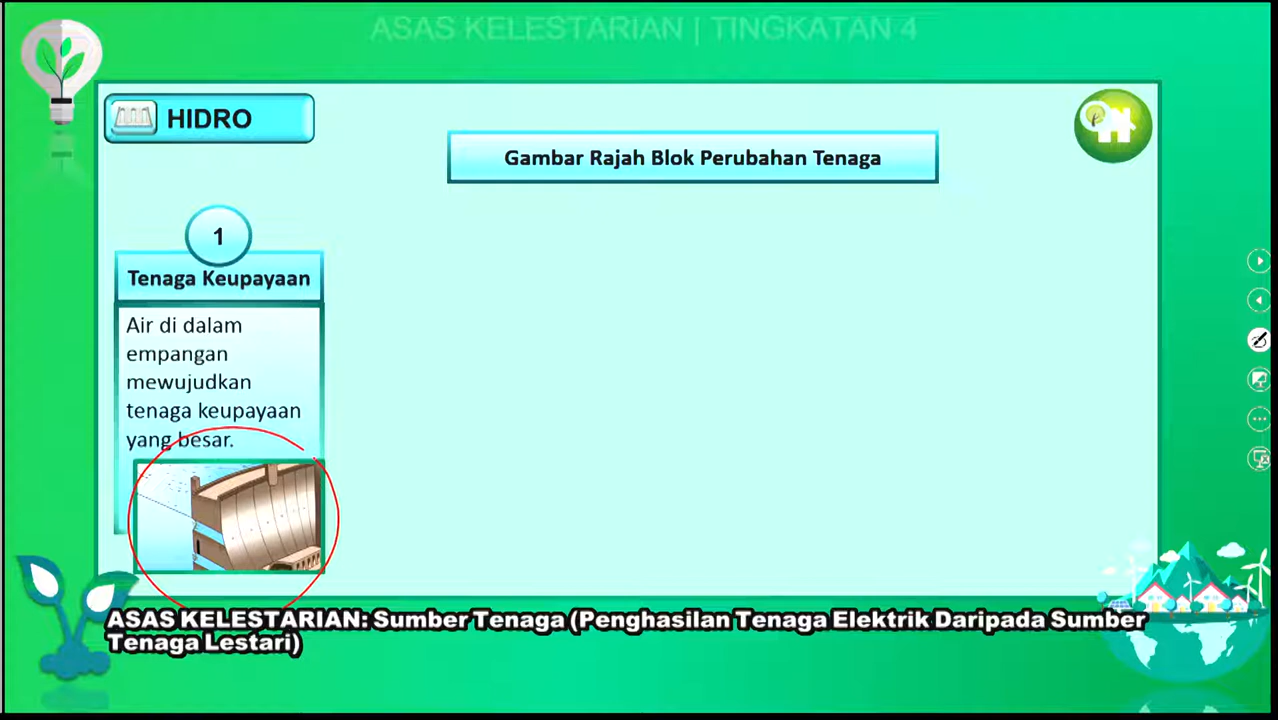 ASAS KELESTARIAN | TINGKATAN 4
HIDRO
Gambar Rajah Blok Perubahan Tenaga
1
Tenaga Keupayaan
Air di dalam
empangan
mewujudkan
tenaga keupayaan
yang besar.
ASAS KELESTARIAN: Sumber Tenaga (Penghasilan Tenaga Elektrik Daripada Sumber
Tenaga Lestari)